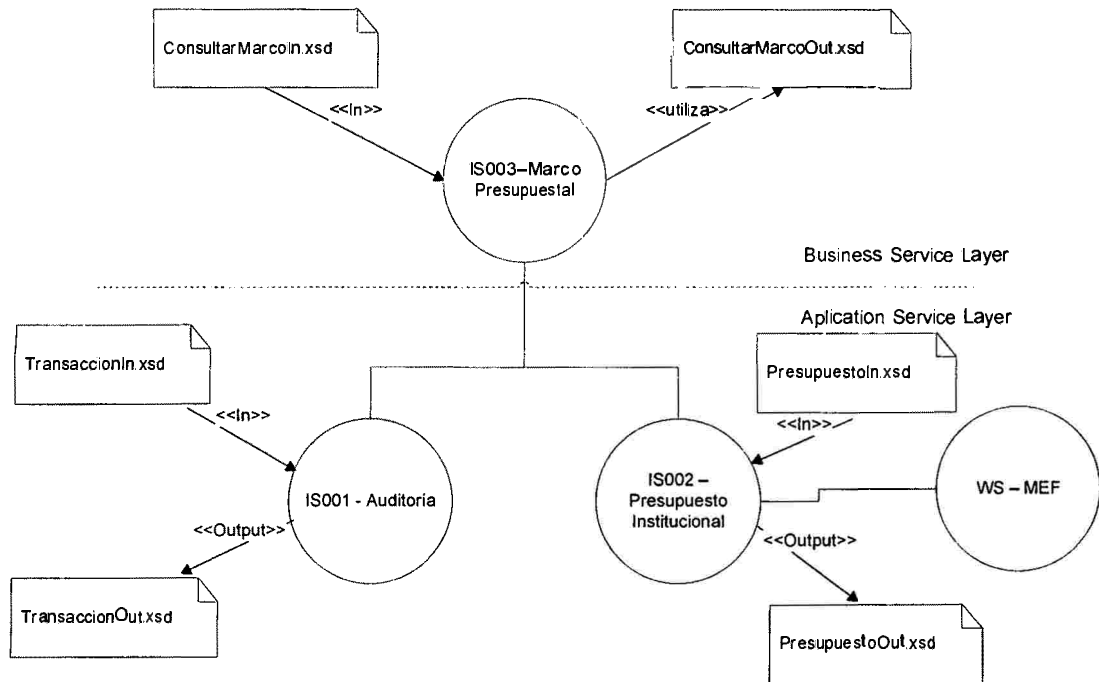 ConsultarMarcoIn.xsd
ConsultarMarcoOut.xsd
<<In>>
<<utiliza>>
IS003–Marco
Presupuestal
Business Service Layer
Aplication Service Layer
TransaccionIn.xsd
PresupuestoIn.xsd
<<In>>
<<In>>
IS001 - Auditoría
IS002 –
Presupuesto
Institucional
WS – MEF
<<Output>>
<<Output>>
TransaccionOut.xsd
PresupuestoOut.xsd